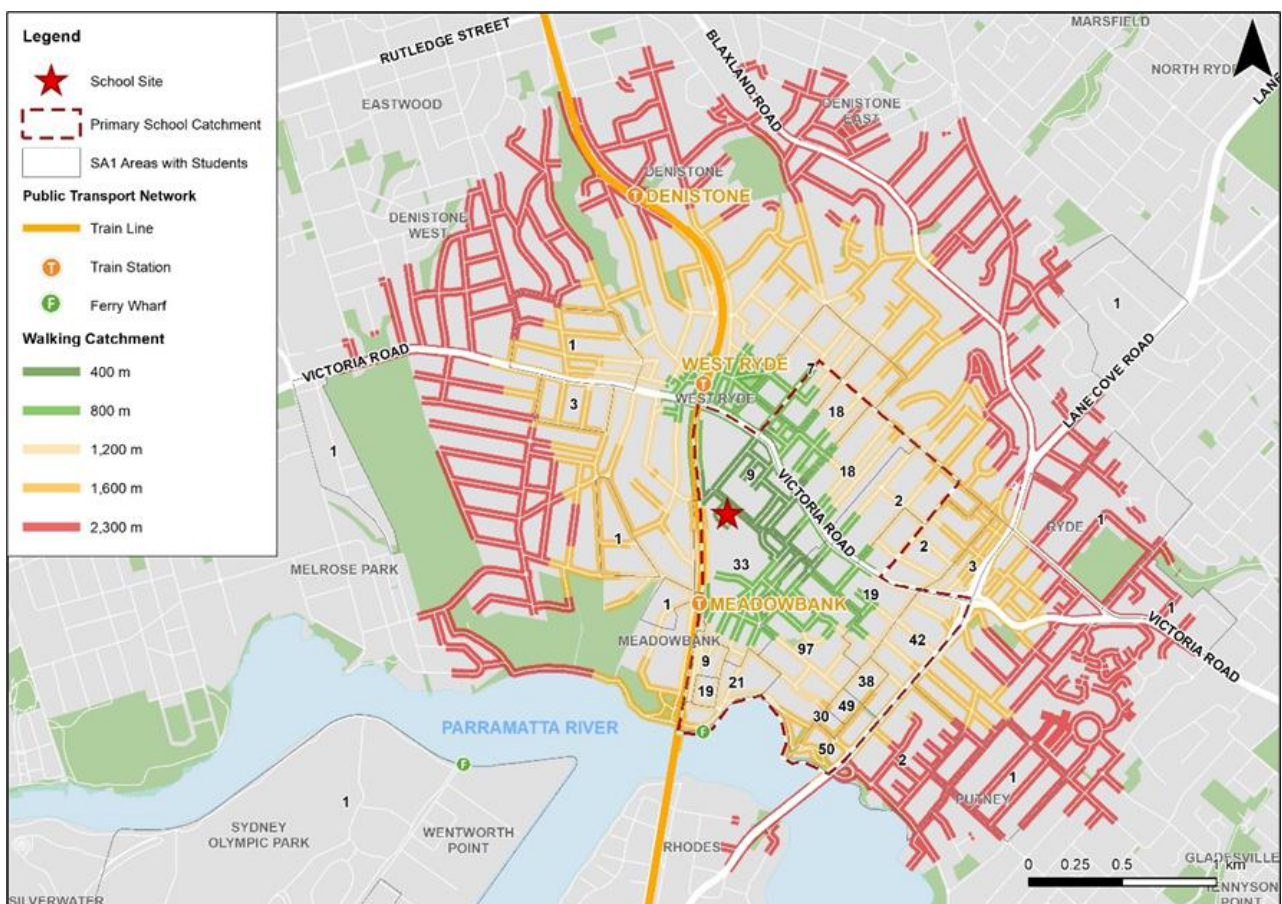 Legend
School Site
Primary School Catchment
SA1 Areas with Students
Public Transport Network
Train Line
T
Train Station
F
Ferry Wharf
Walking Catchment
400 m
800 m
1,200 m
1,600 m
2,300 m
RUTLEDGE STREET
EASTWOOD
BLAXLAND ROAD
MARSFIELD
NORTH RYDE
LANE
DENISTONE EAST
DENISTONE
T DENISTONE
DENISTONE WEST
VICTORIA ROAD
WEST RYDE
T
WEST RYDE
LANE COVE ROAD
1
1
3
1
7
18
18
9
VICTORIA ROAD
2
2
3
RYDE
1
1
VICTORIA ROAD
MELROSE PARK
1
33
19
T MEADOWBANK
1
MEADOWBANK
97
42
9
19
21
38
49
30
50
2
1
PUTNEY
PARRAMATTA RIVER
F
F
1
SYDNEY OLYMPIC PARK
WENTWORTH POINT
RHODES
SILVERWATER
0 0.25 0.5 1 km
GLADESVILLE
TENNYSON POINT